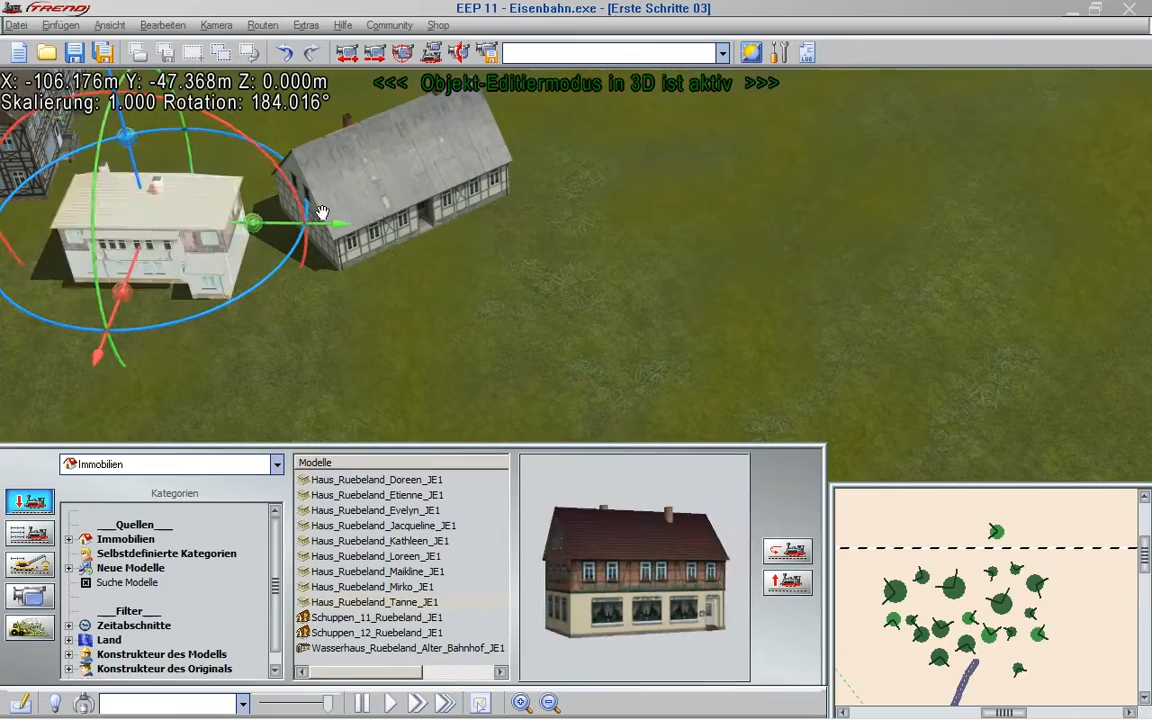 TREND
EEP 11 - Eisenbahn.exe - [Erste Schritte 03]
Datei Einfügen Ansicht Bearbeiten Kamera Routen Extras Hilfe Community Shop
X: -106.176m Y: -47.368m Z: 0.000m
<<< Objekt-Editiermodus in 3D ist aktiv >>>
Skalierung: 1.000 Rotation: 184.016°
Immobilien
Kategorien
___Quellen___
Immobilien
Selbstdefinierte Kategorien
Neue Modelle
Suche Modelle
___Filter___
Zeitabschnitte
Land
Konstrukteure des Modells
Konstrukteure des Originals
Modelle
Haus_Ruebeland_Doreen_JE1
Haus_Ruebeland_Etienne_JE1
Haus_Ruebeland_Evelyn_JE1
Haus_Ruebeland_Jacqueline_JE1
Haus_Ruebeland_Kathleen_JE1
Haus_Ruebeland_Loreen_JE1
Haus_Ruebeland_Maikline_JE1
Haus_Ruebeland_Mirko_JE1
Haus_Ruebeland_Tanne_JE1
Schuppen_11_Ruebeland_JE1
Schuppen_12_Ruebeland_JE1
Wasserhaus_Ruebeland_Alter_Bahnhof_JE1